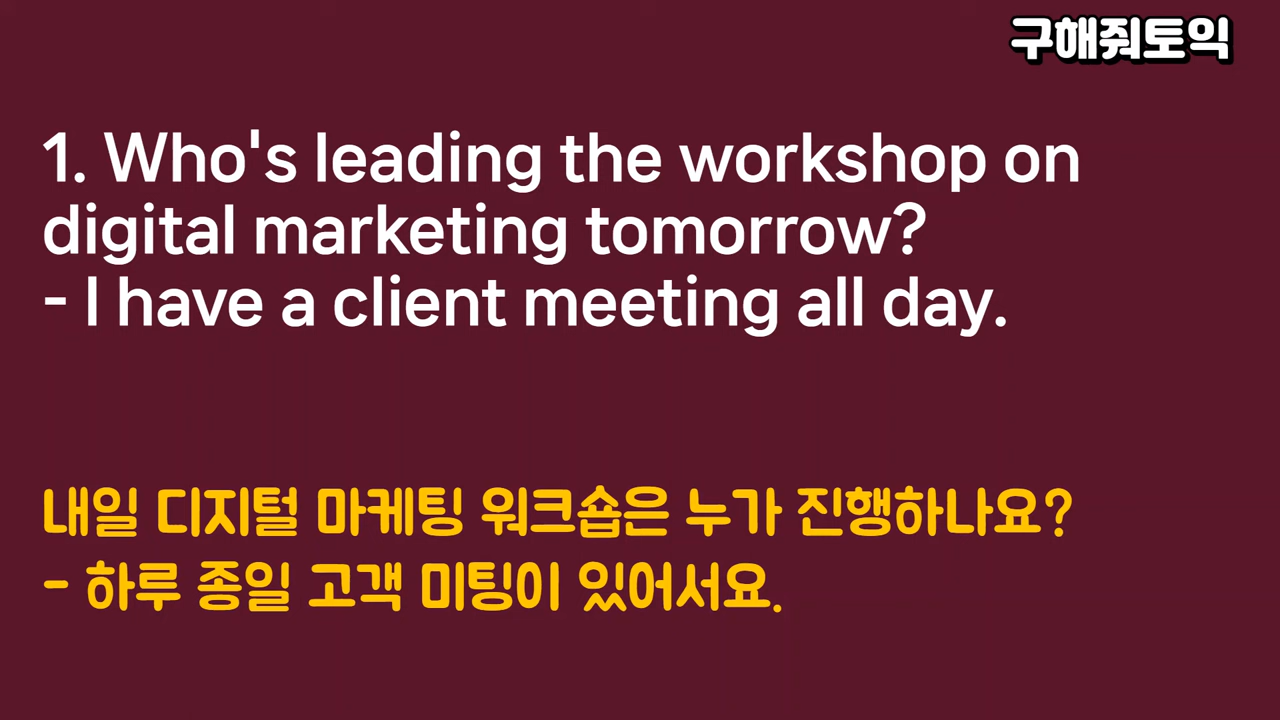 구해줘토익
1. Who's leading the workshop on
digital marketing tomorrow?
- I have a client meeting all day.
내일 디지털 마케팅 워크숍은 누가 진행하나요?
- 하루 종일 고객 미팅이 있어서요.